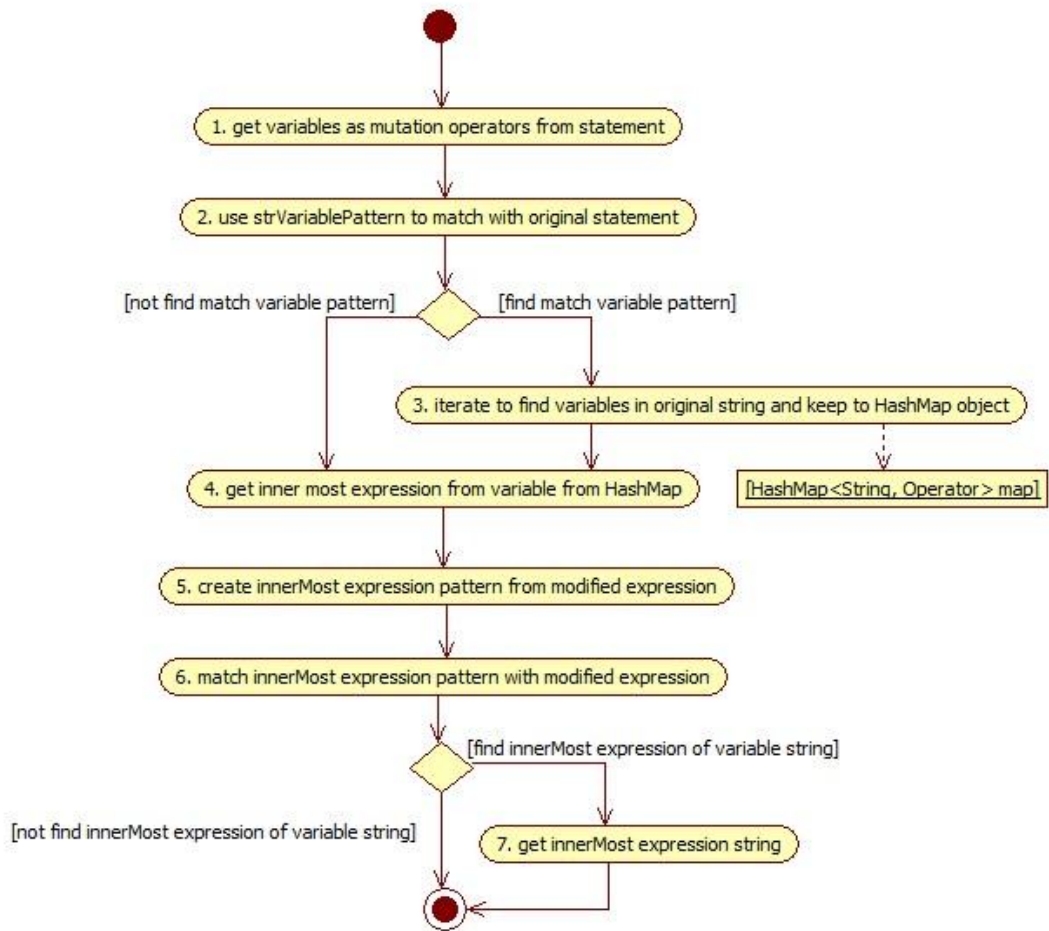 1. get variables as mutation operators from statement
2. use strVariablePattern to match with original statement
[not find match variable pattern]
[find match variable pattern]
3. iterate to find variables in original string and keep to HashMap object
4. get inner most expression from variable from HashMap
[HashMap<String, Operator> map]
5. create innerMost expression pattern from modified expression
6. match innerMost expression pattern with modified expression
[find innerMost expression of variable string]
[not find innerMost expression of variable string]
7. get innerMost expression string